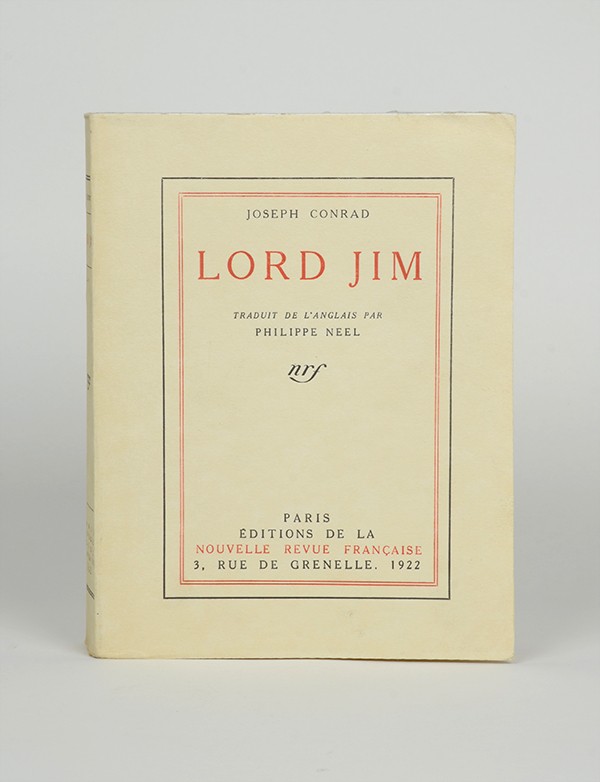 JOSEPH CONRAD
LORD JIM
TRADUIT DE L'ANGLAIS PAR
PHILIPPE NEEL
nrf
PARIS
ÉDITIONS DE LA
NOUVELLE REVUE FRANÇAISE
3, RUE DE GRENELLE. 1922